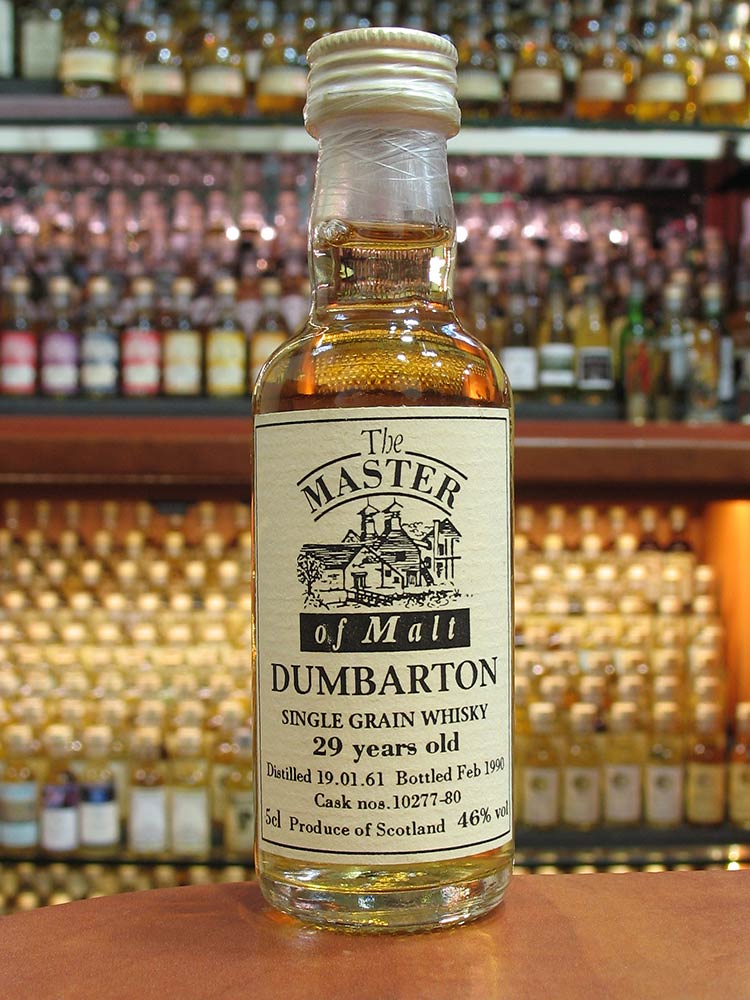 The
MASTER
of Malt
DUMBARTON
SINGLE GRAIN WHISKY
29 years old
Distilled 19.01.61 Bottled Feb 1990
Cask nos.10277-80
5cl Produce of Scotland 46% vol